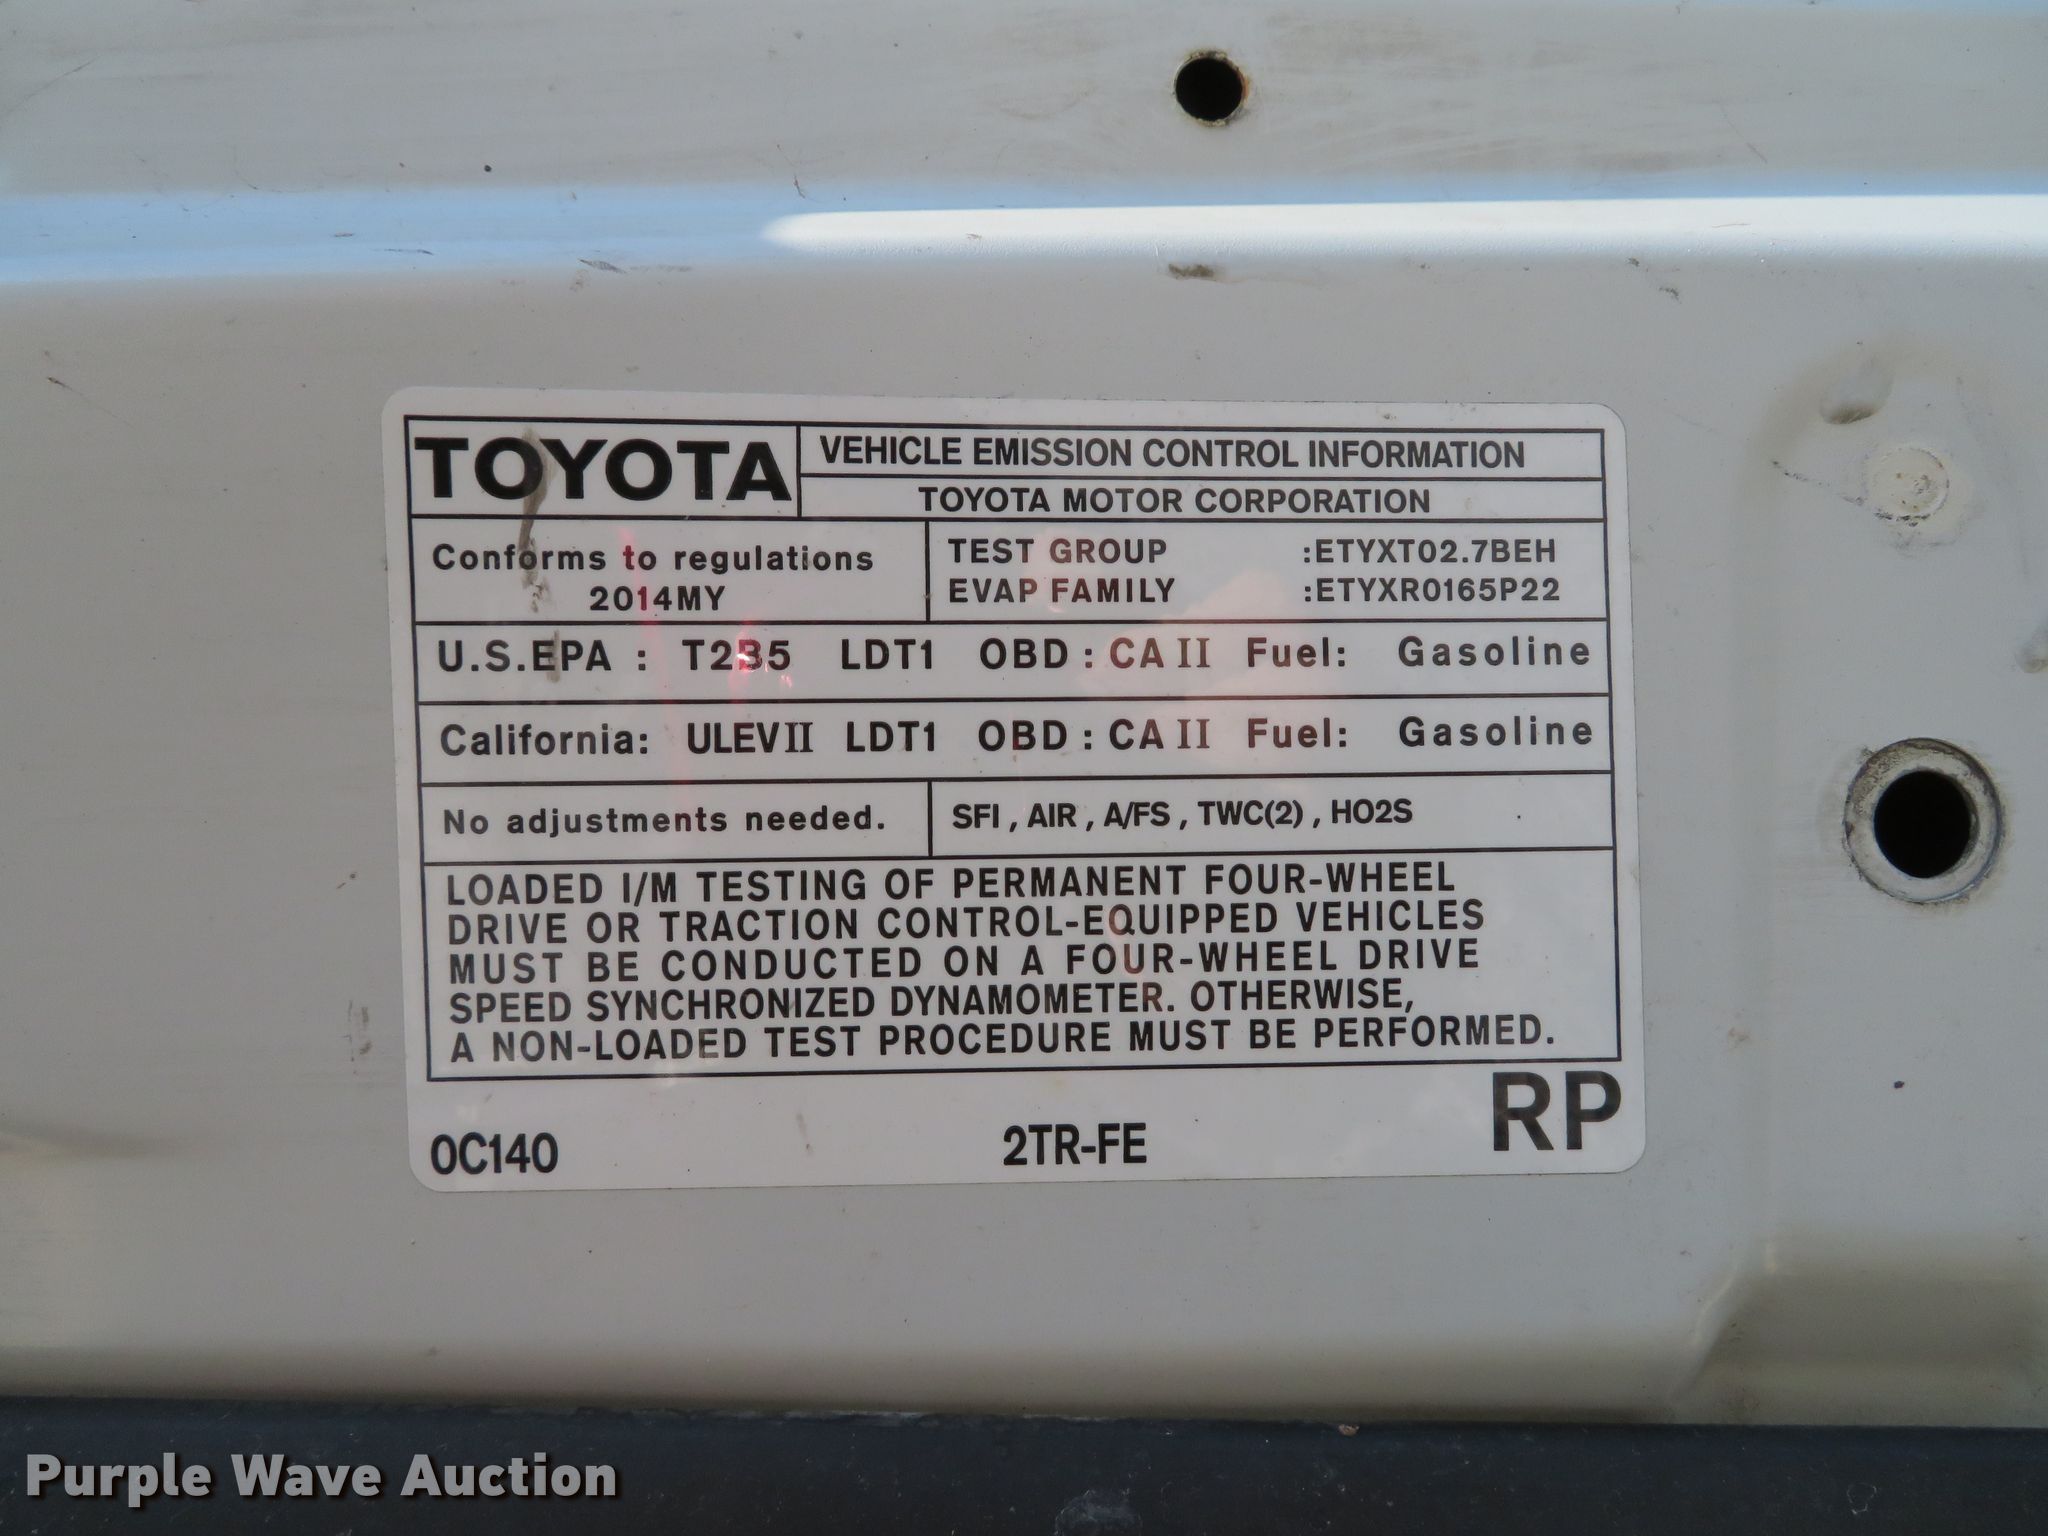 TOYOTA
VEHICLE EMISSION CONTROL INFORMATION
TOYOTA MOTOR CORPORATION
Conforms to regulations
2014MY
TEST GROUP :ETYXT02.7BEH
EVAP FAMILY :ETYXR0165P22
U.S.EPA : T2B5 LDT1 OBD : CA II Fuel: Gasoline
California: ULEV II LDT1 OBD : CA II Fuel: Gasoline
No adjustments needed.
SFI , AIR , A/FS , TWC(2) , HO2S
LOADED I/M TESTING OF PERMANENT FOUR-WHEEL
DRIVE OR TRACTION CONTROL-EQUIPPED VEHICLES
MUST BE CONDUCTED ON A FOUR-WHEEL DRIVE
SPEED SYNCHRONIZED DYNAMOMETER. OTHERWISE,
A NON-LOADED TEST PROCEDURE MUST BE PERFORMED.
0C140 2TR-FE RP
Purple Wave Auction